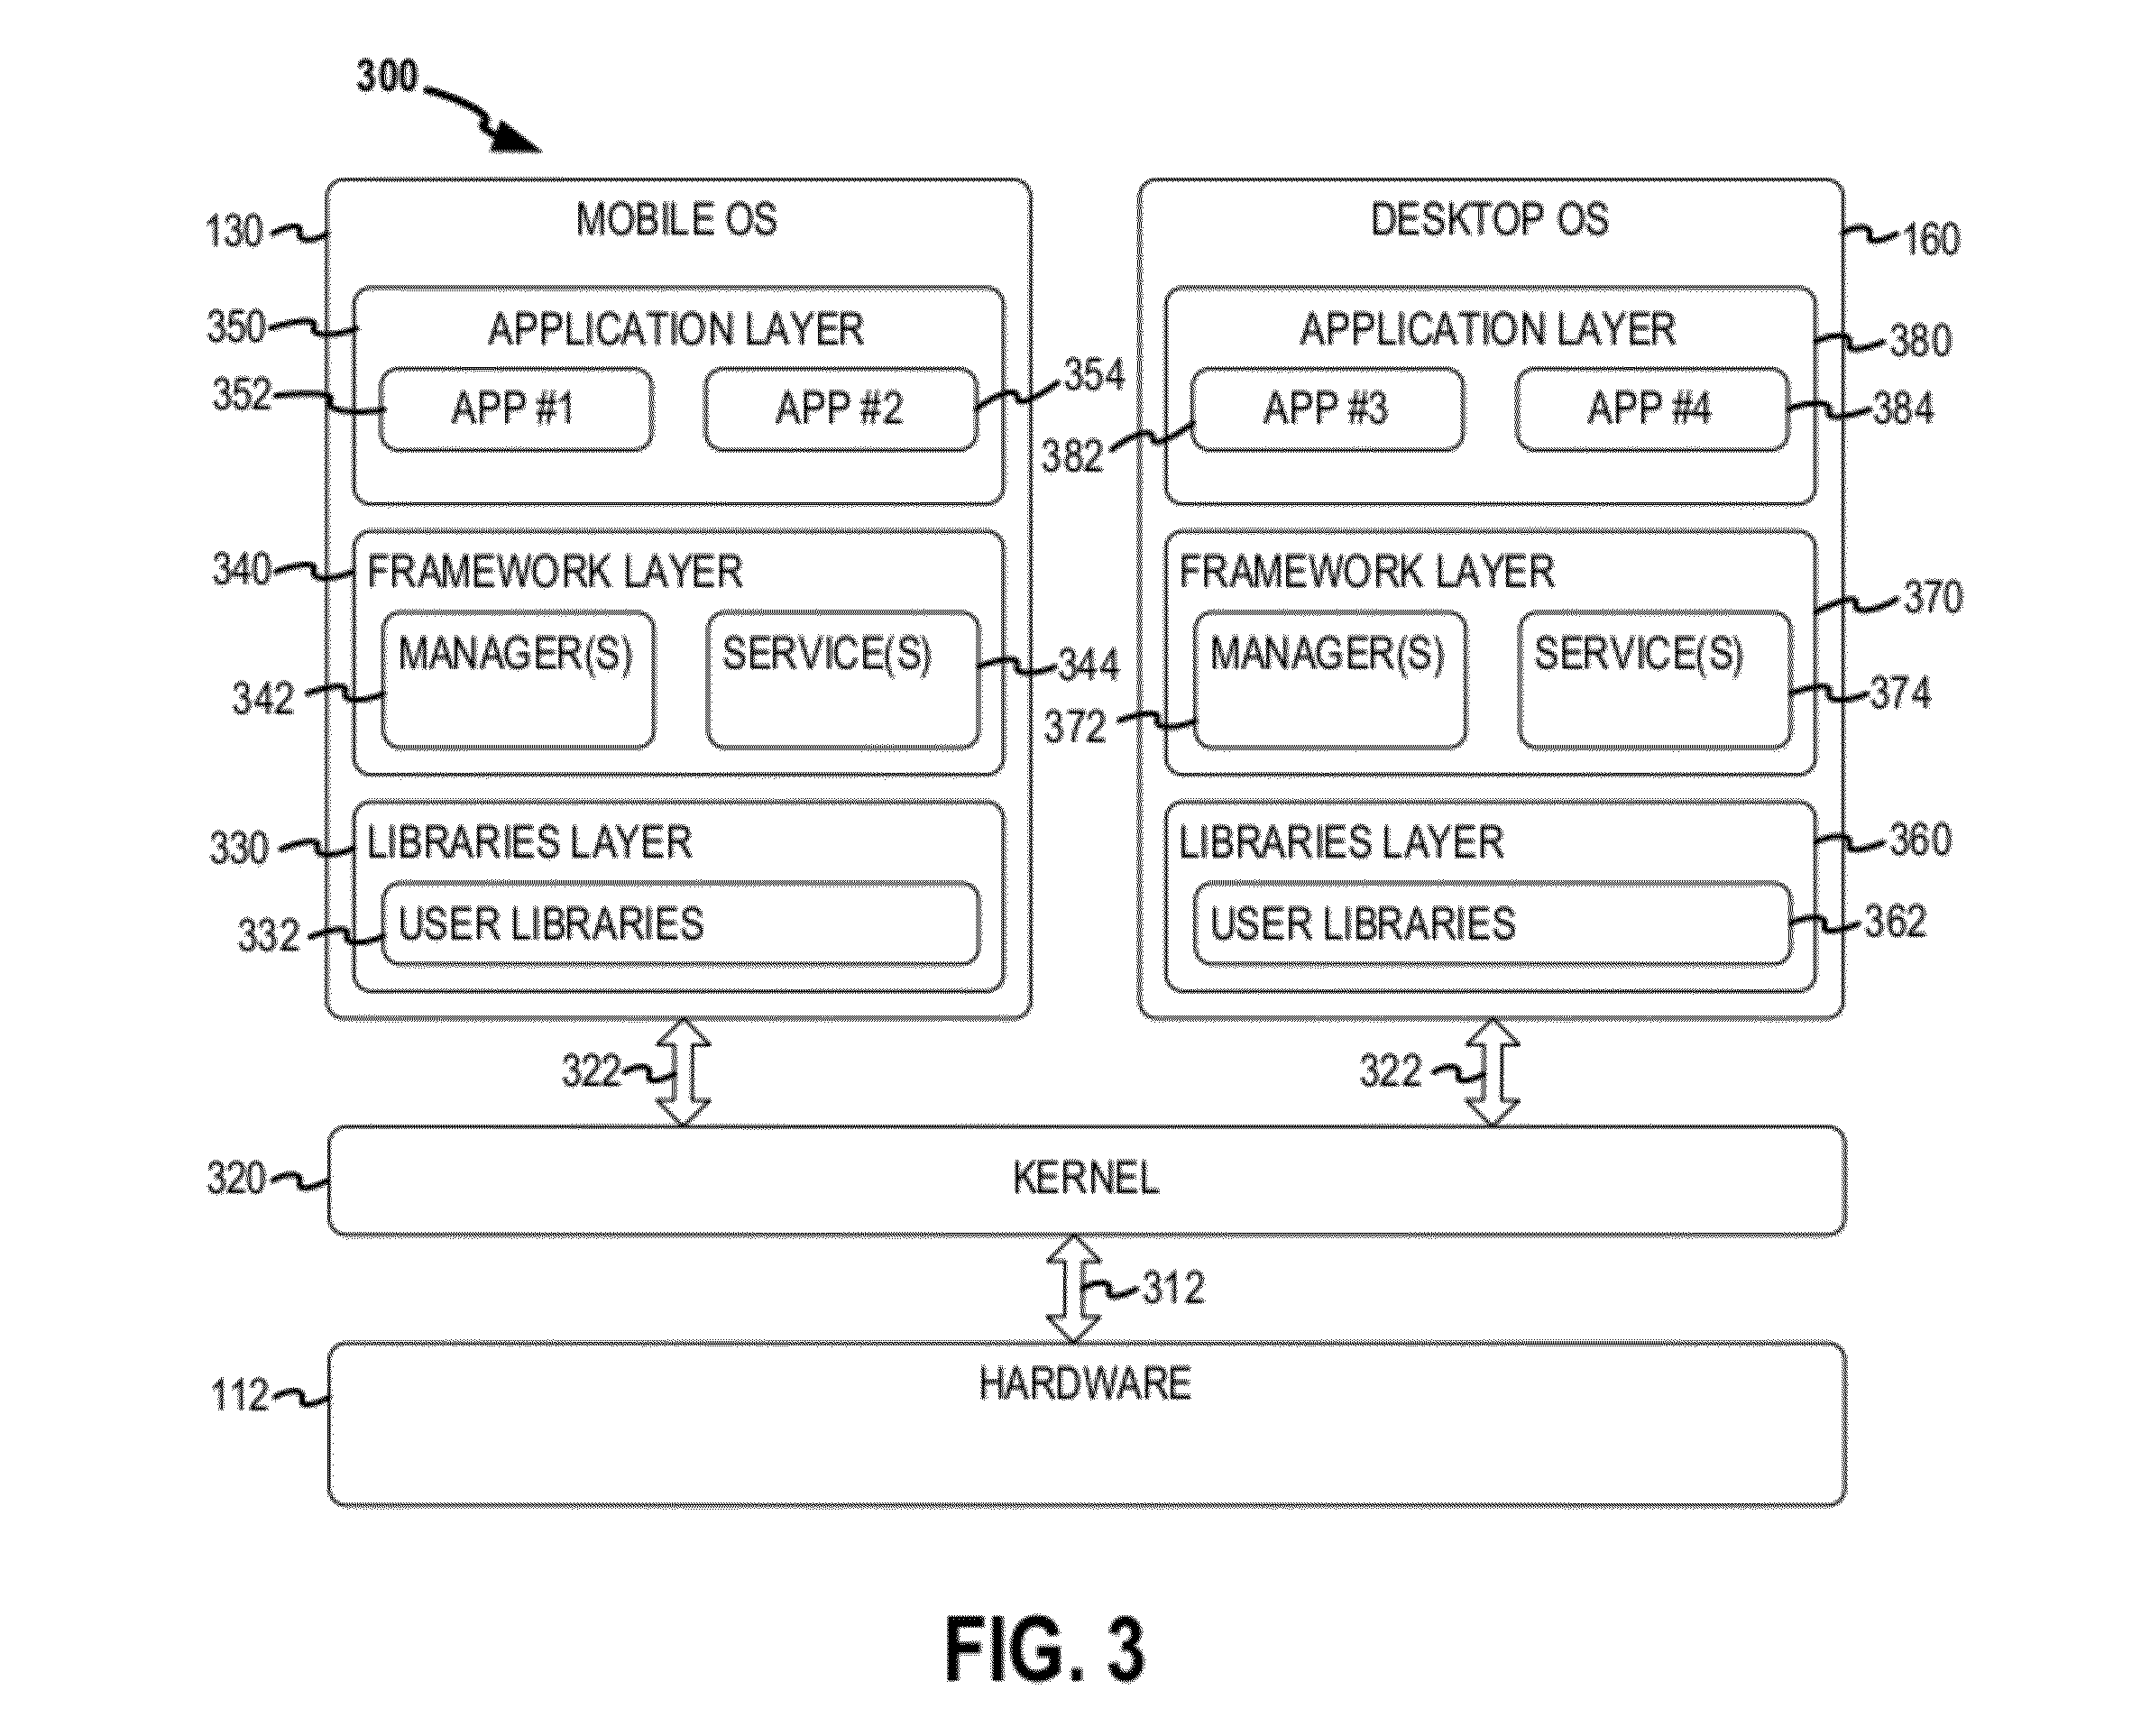 300
MOBILE OS
DESKTOP OS
130
160
APPLICATION LAYER
APPLICATION LAYER
350
380
352
APP #1
APP #2
354
APP #3
APP #4
384
382
340
FRAMEWORK LAYER
FRAMEWORK LAYER
370
MANAGER(S)
SERVICE(S)
344
MANAGER(S)
SERVICE(S)
374
342
372
330
LIBRARIES LAYER
LIBRARIES LAYER
360
332
USER LIBRARIES
USER LIBRARIES
362
322
322
320
KERNEL
312
112
HARDWARE
FIG. 3